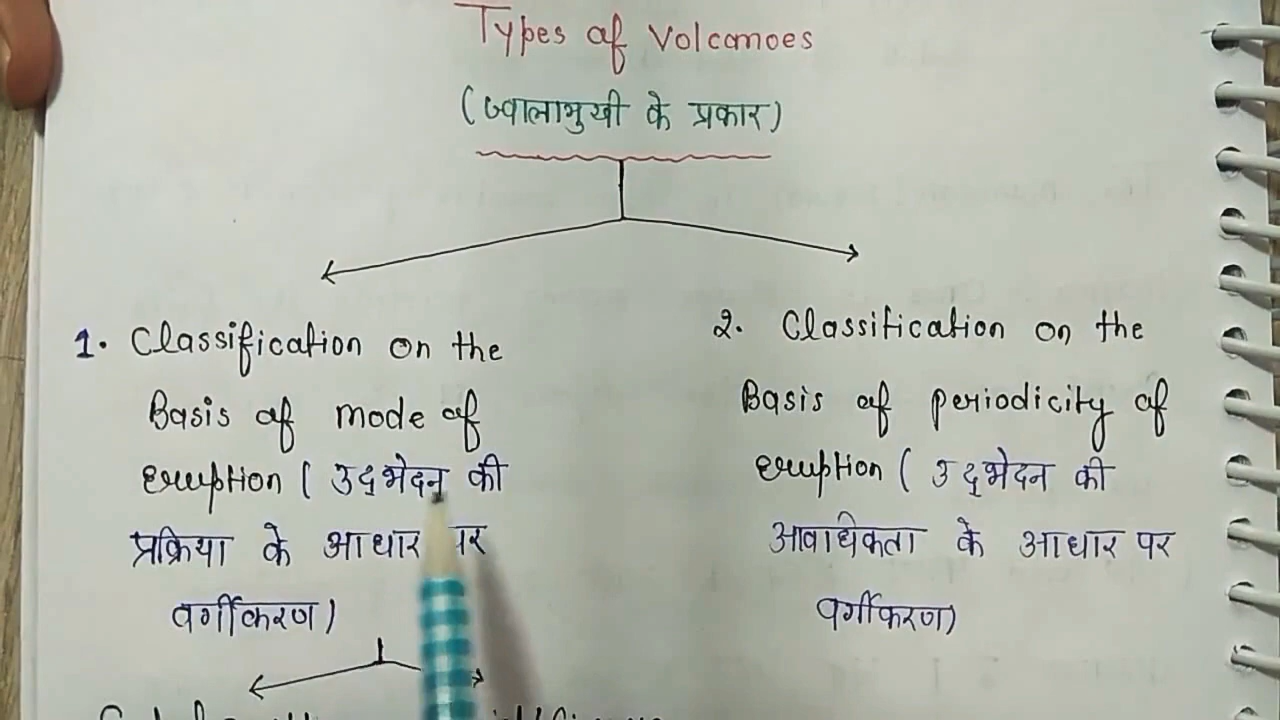 Types of Volcanoes
(ज्वालामुखी के प्रकार)
1. Classification on the
Basis of mode of
eruption ( उद्भेदन की
प्रक्रिया के आधार पर
वर्गीकरण)
2. Classification on the
Basis of periodicity of
eruption ( उद्भेदन की
आवधिकता के आधार पर
वर्गीकरण)